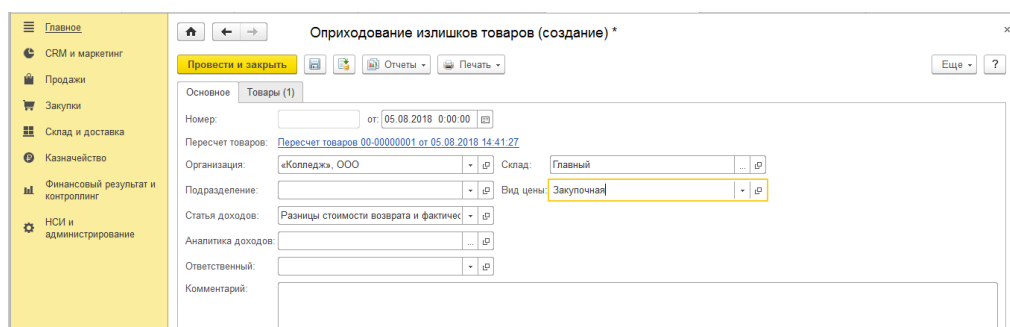 Главное
CRM и маркетинг
Продажи
Закупки
Склад и доставка
Казначейство
Финансовый результат и
контроллинг
НСИ и
администрирование
Оприходование излишков товаров (создание) *
Провести и закрыть
Отчеты
Печать
Еще
?
Основное
Товары (1)
Номер:
от: 05.08.2018 0:00:00
Пересчет товаров: Пересчет товаров 00-00000001 от 05.08.2018 14:41:27
Организация: «Колледж», ООО
Склад: Главный
Подразделение:
Вид цены: Закупочная
Статья доходов: Разницы стоимости возврата и фактичес
Аналитика доходов:
Ответственный:
Комментарий: